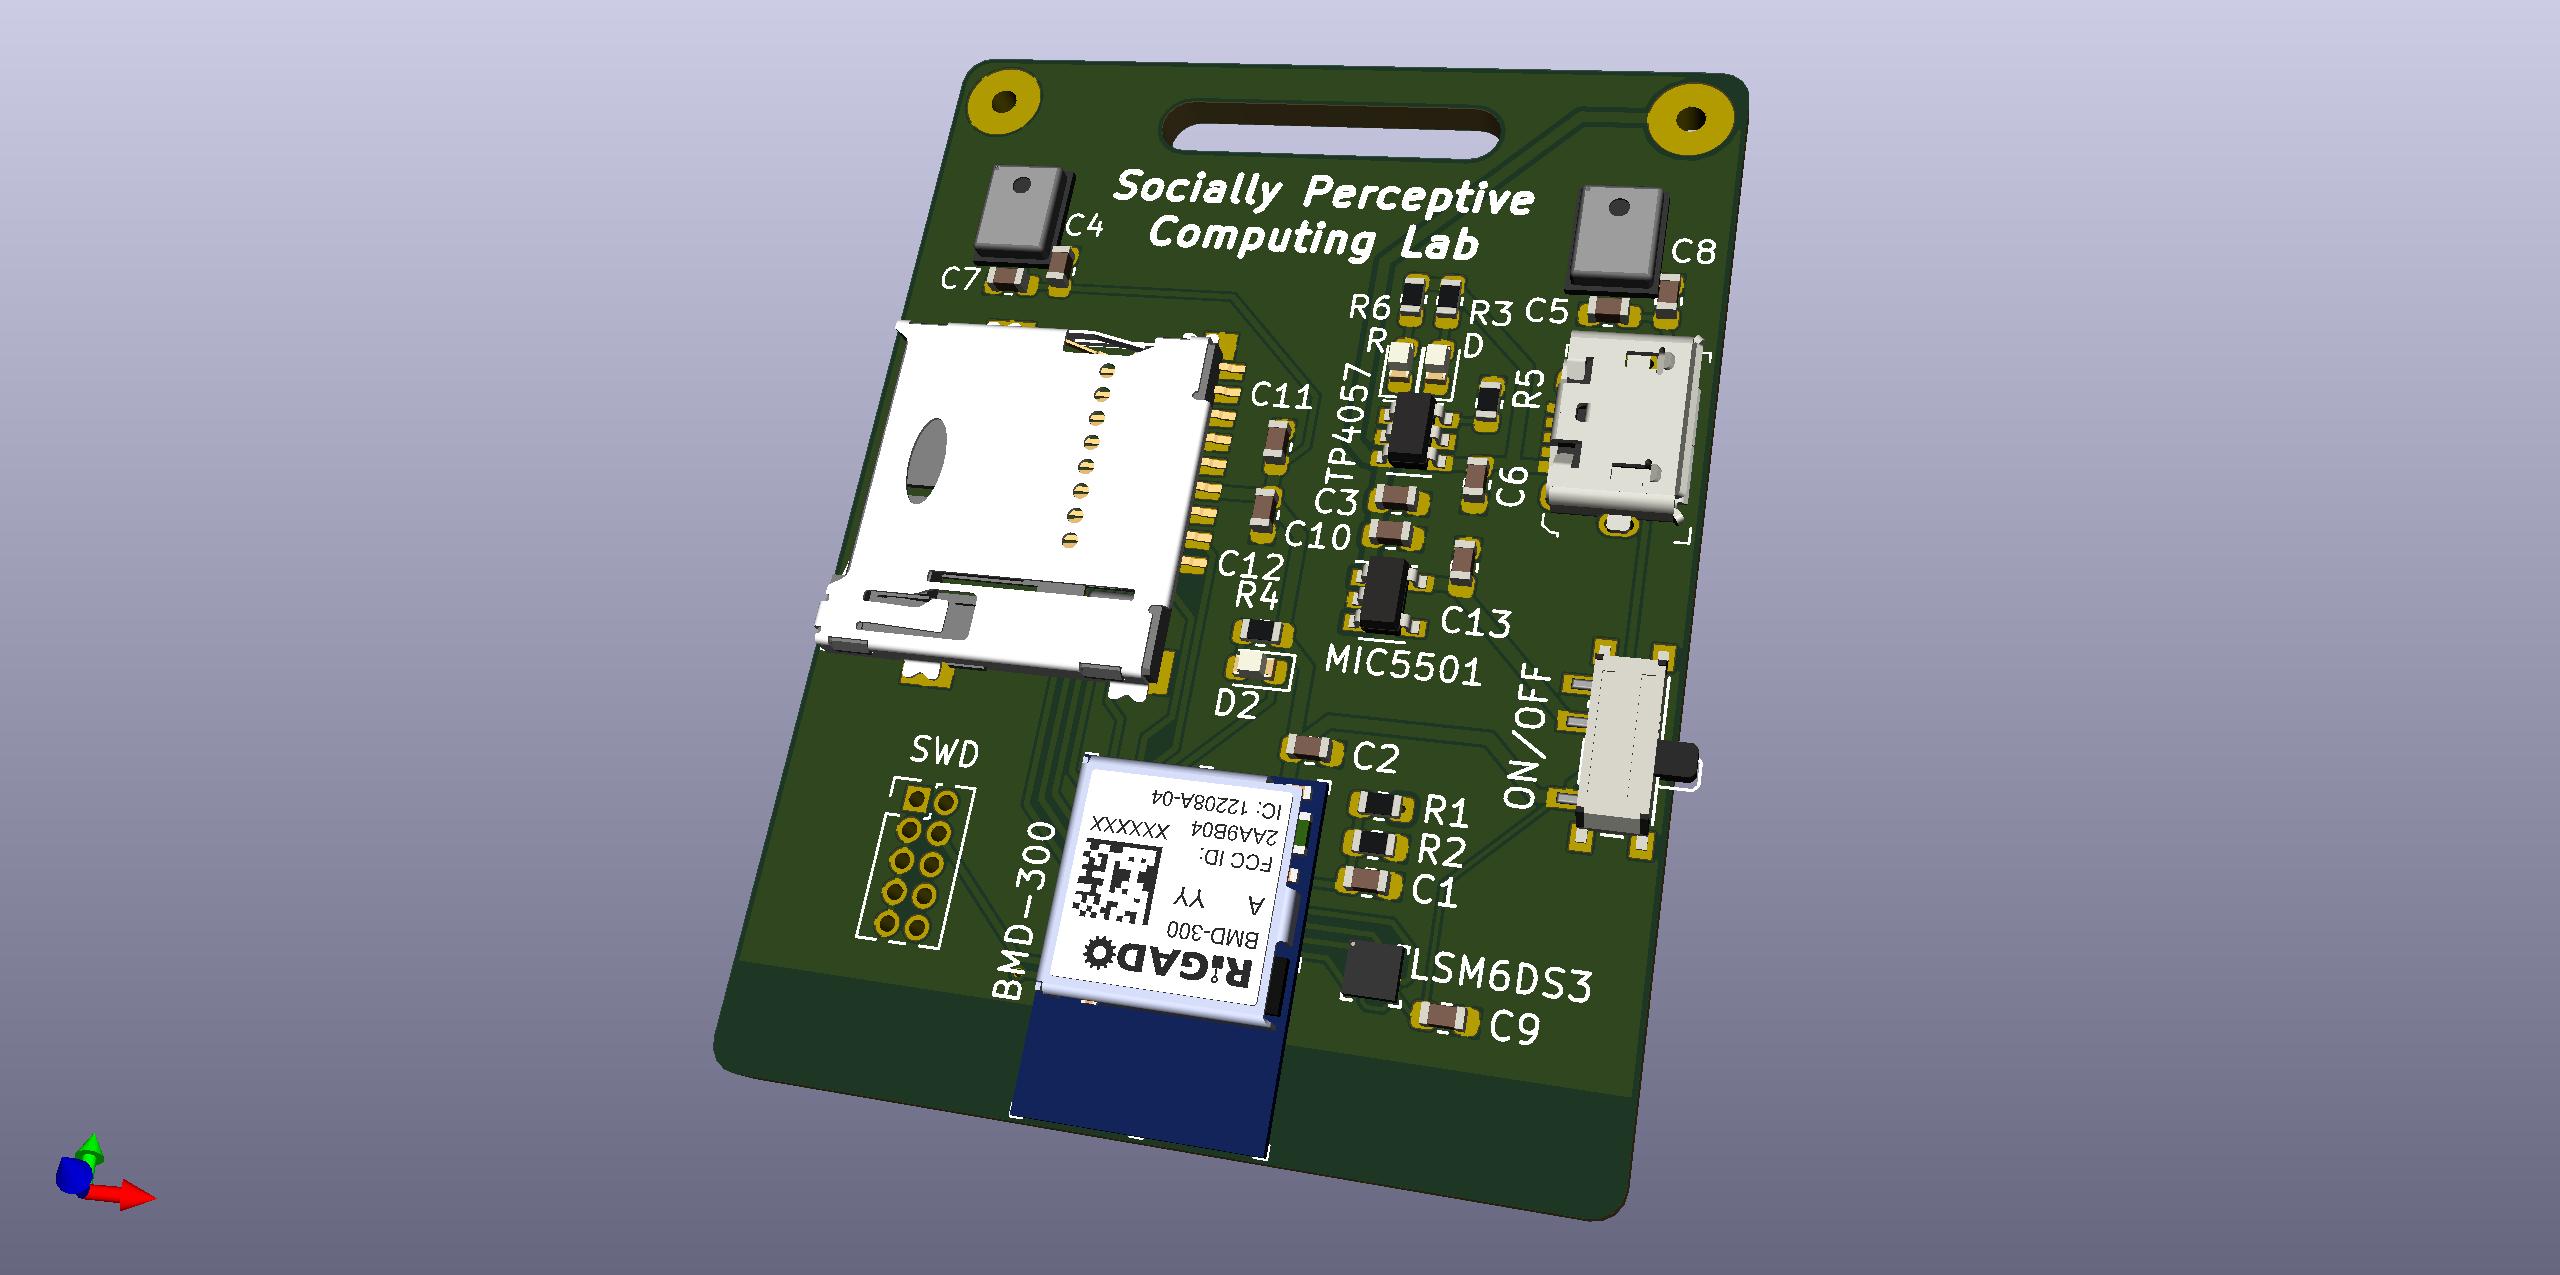 Socially Perceptive
Computing Lab
C4
C7
C8
R6
R3
C5
R
D
TP4057
R5
C11
C3
C6
C10
C12
R4
C13
MIC5501
D2
ON/OFF
SWD
C2
R1
R2
C1
BMD-300
RiGADO
BMD-300
A YY
FCC ID:
2AA9B04 XXXXXX
IC: 12208A-04
LSM6DS3
C9